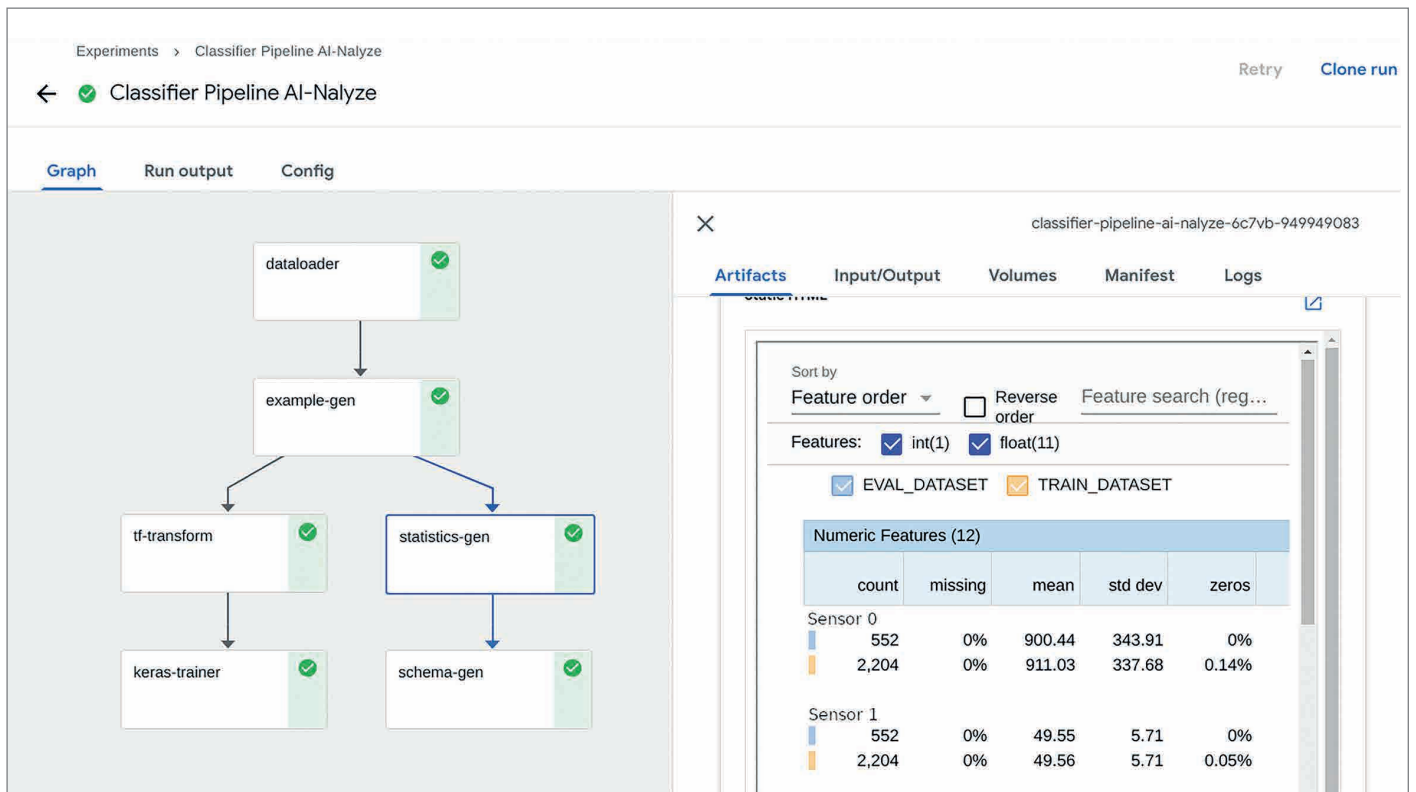 Experiments > Classifier Pipeline AI-Nalyze
Classifier Pipeline AI-Nalyze
Retry Clone run
Graph Run output Config
dataloader
example-gen
tf-transform
statistics-gen
keras-trainer
schema-gen
classifier-pipeline-ai-nalyze-6c7vb-949949083
Artifacts Input/Output Volumes Manifest Logs
Sort by
Feature order
Reverse
order
Feature search (reg...
Features: int(1) float(11)
EVAL_DATASET TRAIN_DATASET
Numeric Features (12)
count missing mean std dev zeros
Sensor 0
552 0% 900.44 343.91 0%
2,204 0% 911.03 337.68 0.14%
Sensor 1
552 0% 49.55 5.71 0%
2,204 0% 49.56 5.71 0.05%